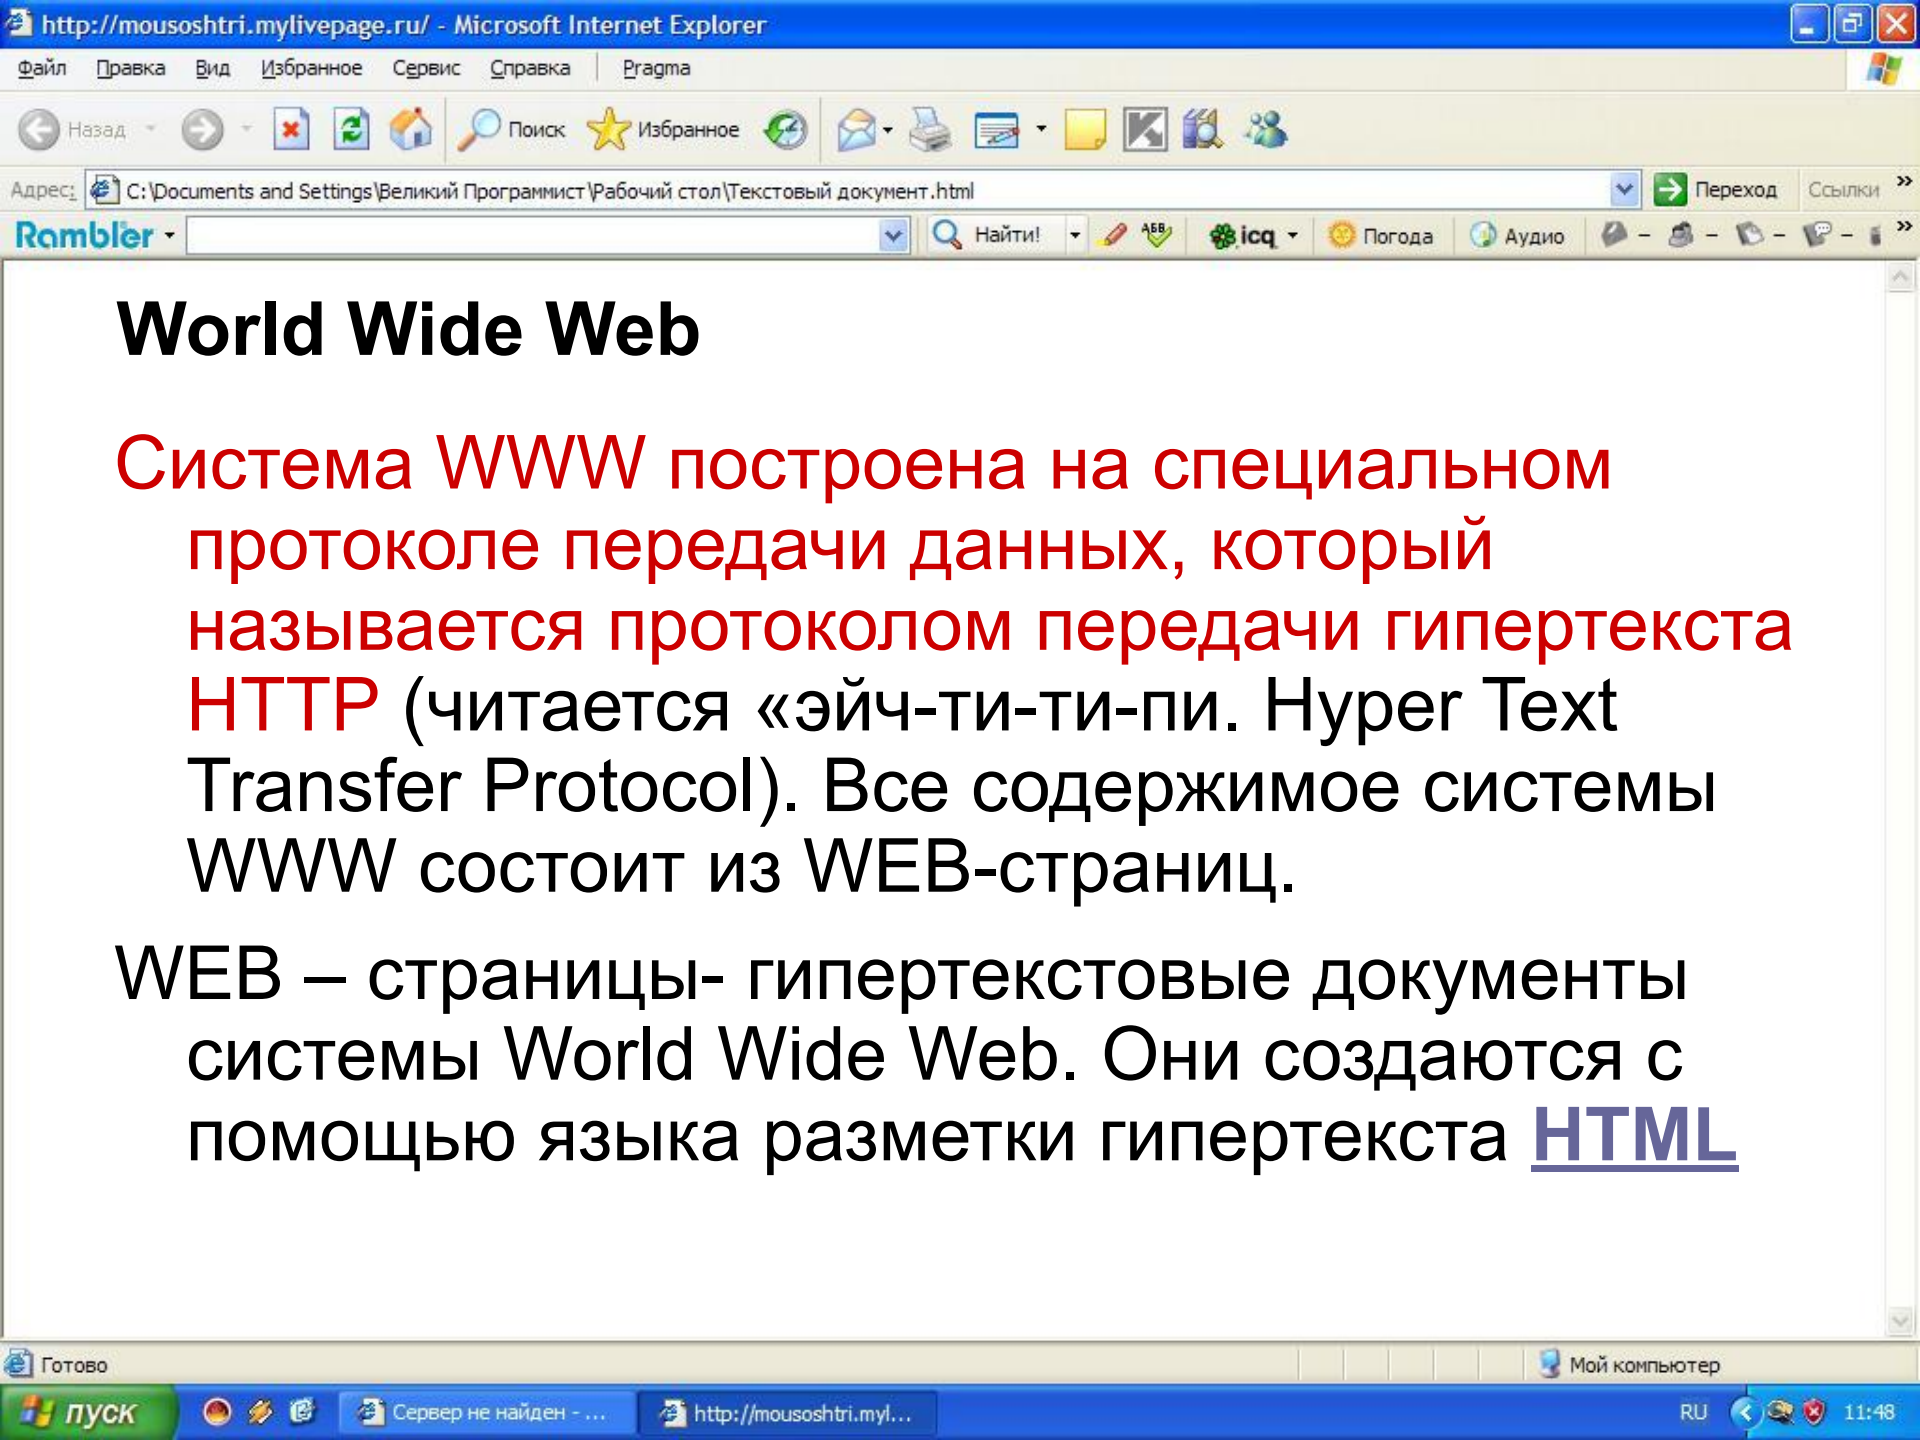 http://mousoshtri.mylivepage.ru/ - Microsoft Internet Explorer
Файл Правка Вид Избранное Сервис Справка Pragma
Назад Поиск Избранное
Адрес: C:\Documents and Settings\Великий Программист\Рабочий стол\Текстовый документ.html Переход Ссылки »
Rambler Найти! АБВ icq Погода Аудио »
World Wide Web
Система WWW построена на специальном
протоколе передачи данных, который
называется протоколом передачи гипертекста
HTTP (читается «эйч-ти-ти-пи. Hyper Text
Transfer Protocol). Все содержимое системы
WWW состоит из WEB-страниц.
WEB – страницы- гипертекстовые документы
системы World Wide Web. Они создаются с
помощью языка разметки гипертекста HTML
Готово Мой компьютер
пуск Сервер не найден - ... http://mousoshtri.myl... RU 11:48